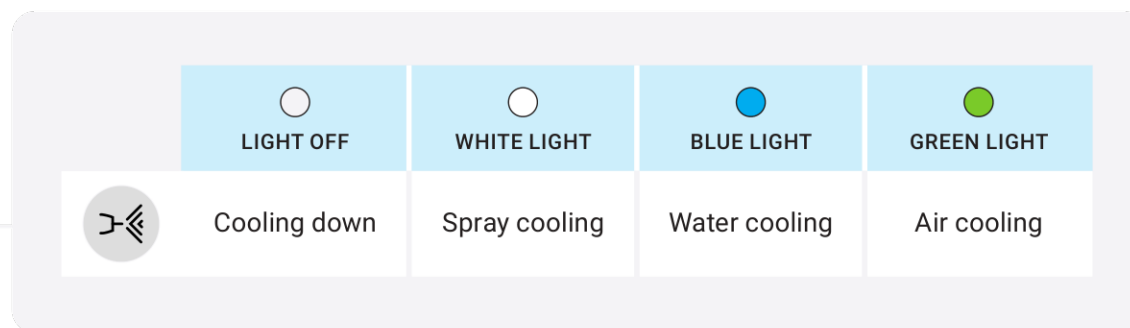 LIGHT OFF WHITE LIGHT BLUE LIGHT GREEN LIGHT
Cooling down Spray cooling Water cooling Air cooling